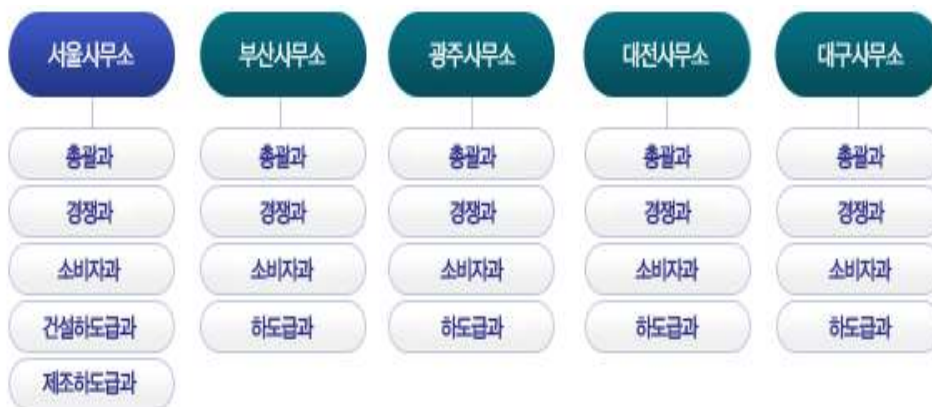 서울사무소 부산사무소 광주사무소 대전사무소 대구사무소
총괄과 총괄과 총괄과 총괄과 총괄과
경쟁과 경쟁과 경쟁과 경쟁과 경쟁과
소비자과 소비자과 소비자과 소비자과 소비자과
건설하도급과 하도급과 하도급과 하도급과 하도급과
제조하도급과